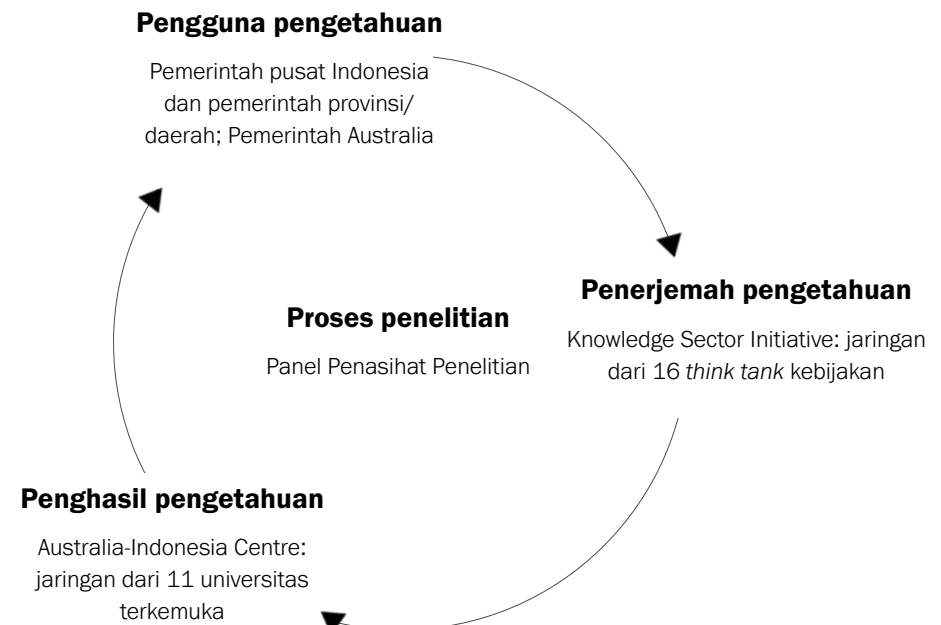 Pengguna pengetahuan
Pemerintah pusat Indonesia
dan pemerintah provinsi/
daerah; Pemerintah Australia
Penerjemah pengetahuan
Knowledge Sector Initiative: jaringan
dari 16 think tank kebijakan
Proses penelitian
Panel Penasihat Penelitian
Penghasil pengetahuan
Australia-Indonesia Centre:
jaringan dari 11 universitas
terkemuka